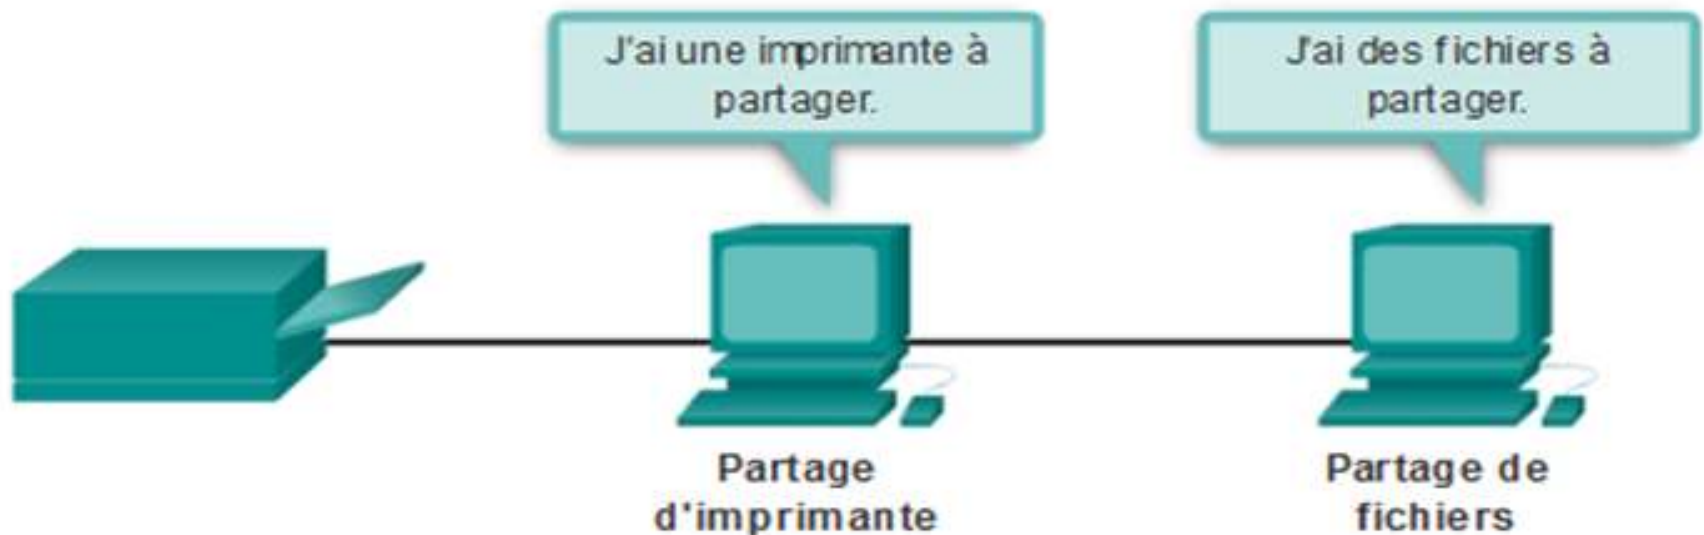 J'ai une imprimante à
partager.
J'ai des fichiers à
partager.
Partage
d'imprimante
Partage de
fichiers